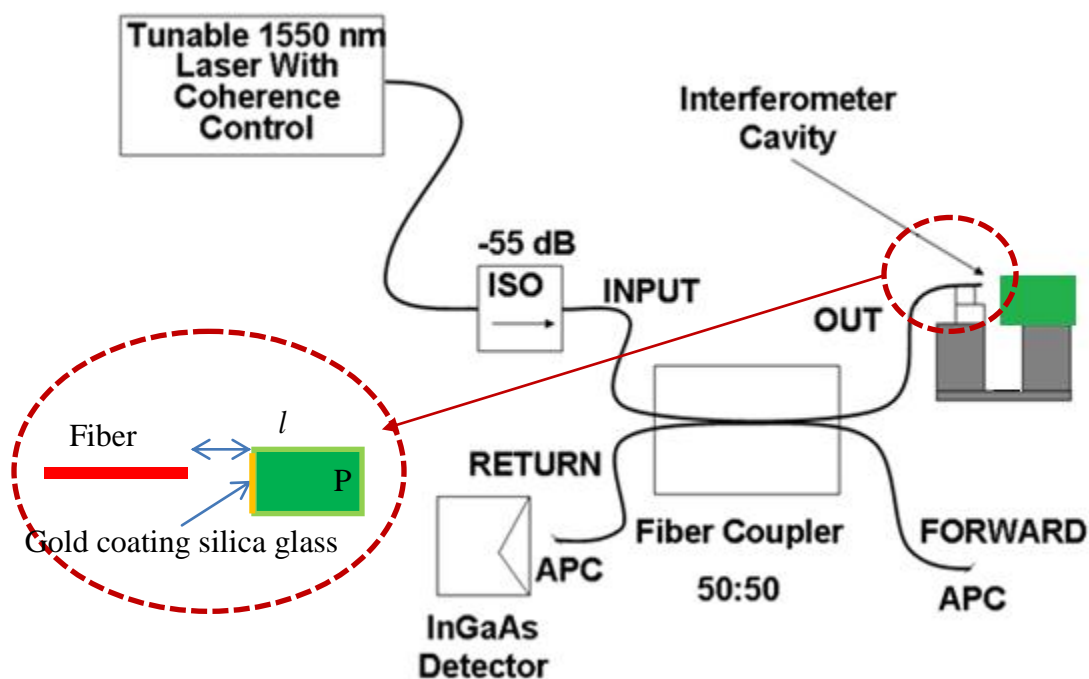 Tunable 1550 nm
Laser With
Coherence
Control
Interferometer
Cavity
-55 dB
ISO
INPUT
OUT
Fiber
l
P
Gold coating silica glass
RETURN
APC
InGaAs
Detector
Fiber Coupler
50:50
FORWARD
APC